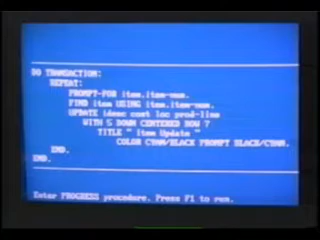 DO TRANSACTION:
REPEAT:
PROMPT-FOR item.item-num.
FIND item USING item.item-num.
UPDATE idesc cost loc prod-line
WITH 5 DOWN CENTERED ROW 7
TITLE " Item Update "
COLOR CYAN/BLACK PROMPT BLACK/CYAN.
END.
END.
Enter PROGRESS procedure. Press F1 to run.